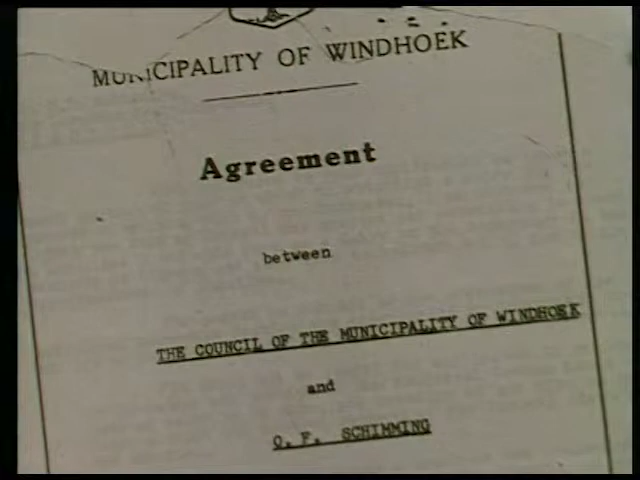 MUNICIPALITY OF WINDHOEK
Agreement
between
THE COUNCIL OF THE MUNICIPALITY OF WINDHOEK
and
O. F. SCHIMMING